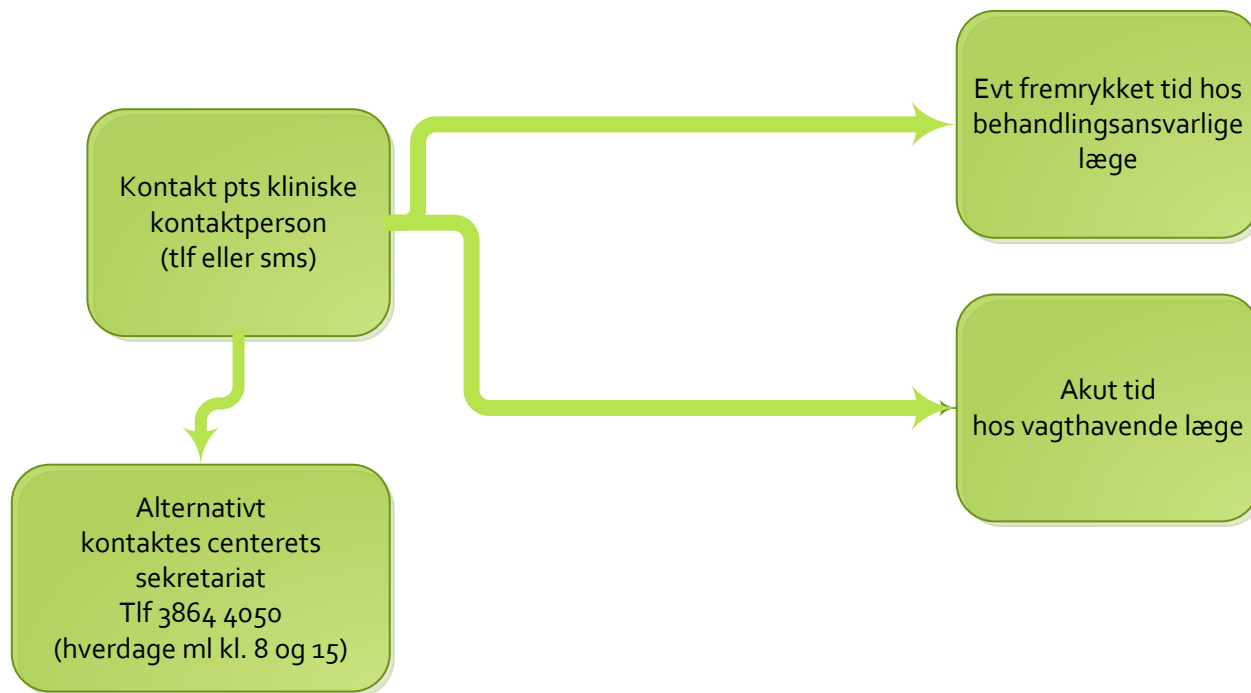 Kontakt pts kliniske
kontaktperson
(tlf eller sms)
Evt fremrykket tid hos
behandlingsansvarlige
læge
Akut tid
hos vagthavende læge
Alternativt
kontaktes centerets
sekretariat
Tlf 3864 4050
(hverdage ml kl. 8 og 15)